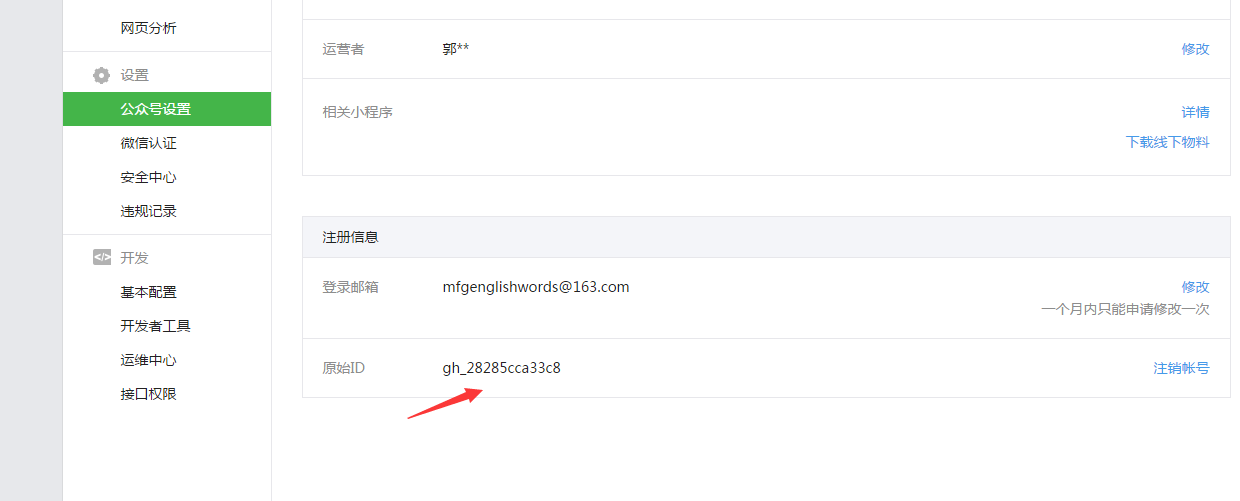 网页分析
设置
公众号设置
微信认证
安全中心
违规记录
</>
开发
基本配置
开发者工具
运维中心
接口权限
运营者 郭** 修改
相关小程序 详情
下载线下物料
注册信息
登录邮箱 mfgenglishwords@163.com 修改
一个月内只能申请修改一次
原始ID gh_28285cca33c8 注销帐号